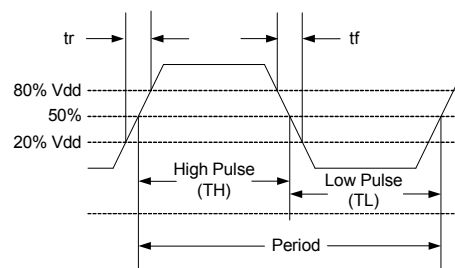 tr
tf
80% Vdd
50%
20% Vdd
High Pulse
(TH)
Low Pulse
(TL)
Period